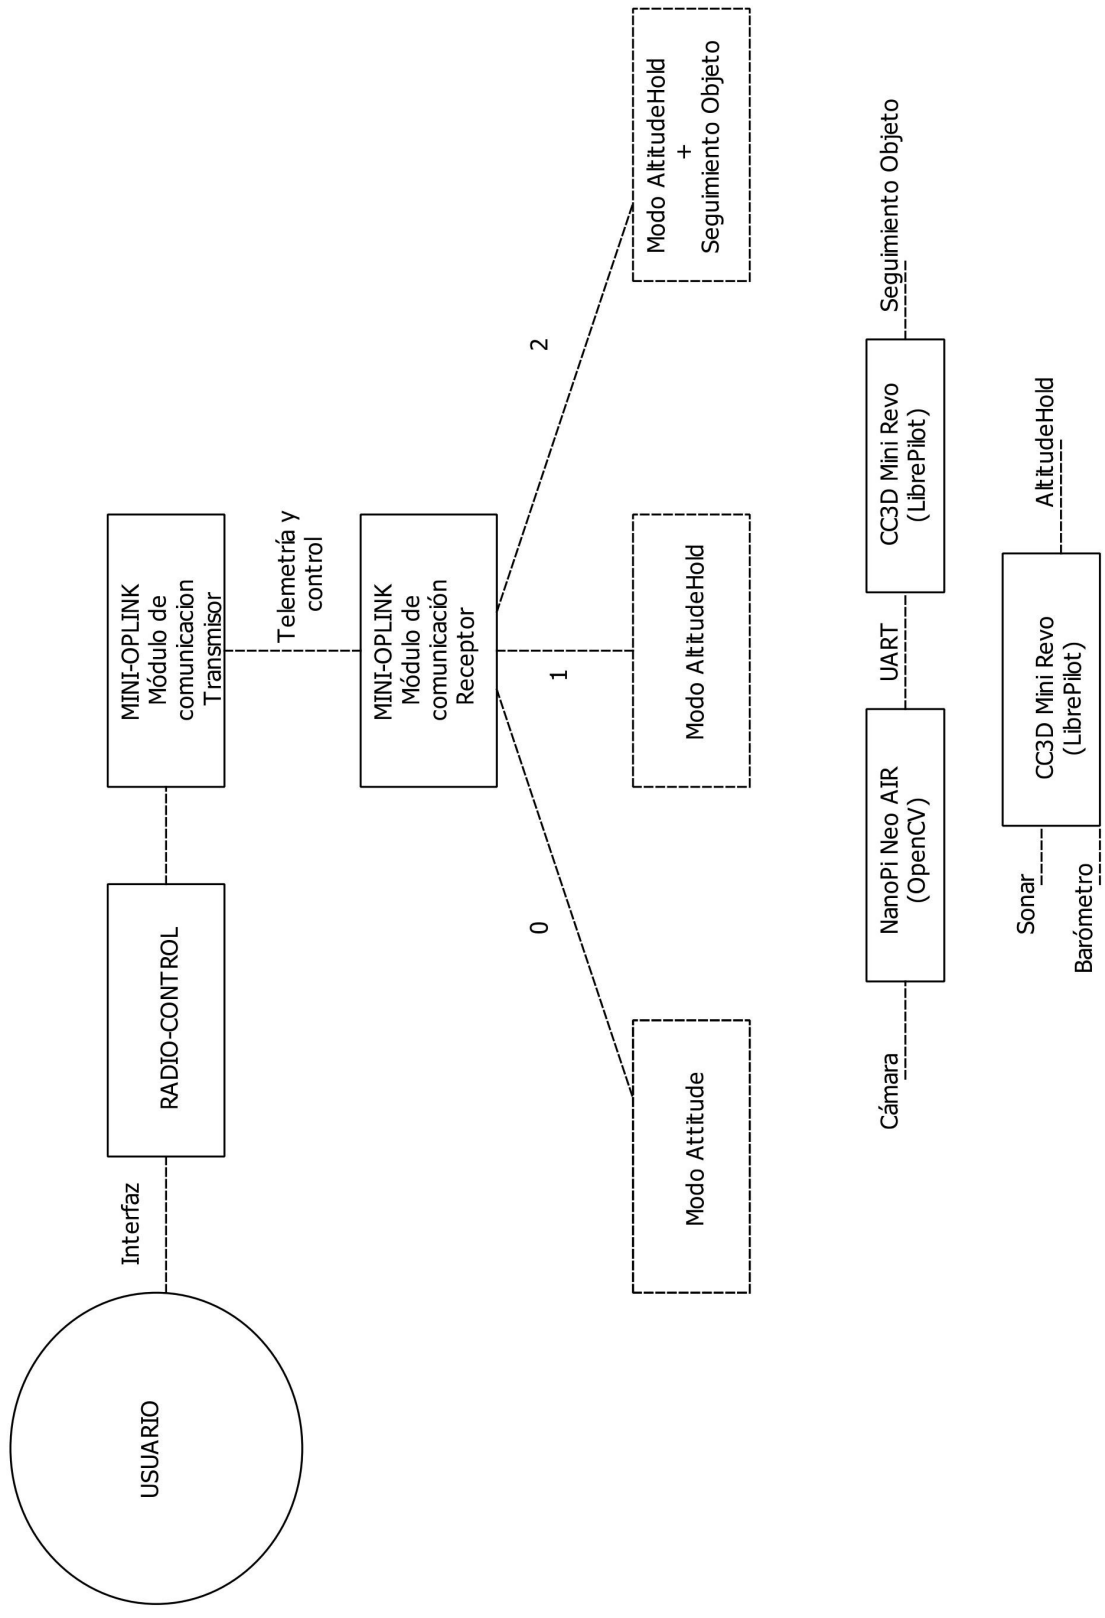 USUARIO
Interfaz
RADIO-CONTROL
MINI-OPLINK
Módulo de
comunicacion
Transmisor
Telemetría y
control
MINI-OPLINK
Módulo de
comunicación
Receptor
0
1
2
Modo Attitude
Modo AltitudeHold
Modo AltitudeHold
+
Seguimiento Objeto
Cámara
NanoPi Neo AIR
(OpenCV)
UART
CC3D Mini Revo
(LibrePilot)
Seguimiento Objeto
Sonar
Barómetro
CC3D Mini Revo
(LibrePilot)
AltitudeHold